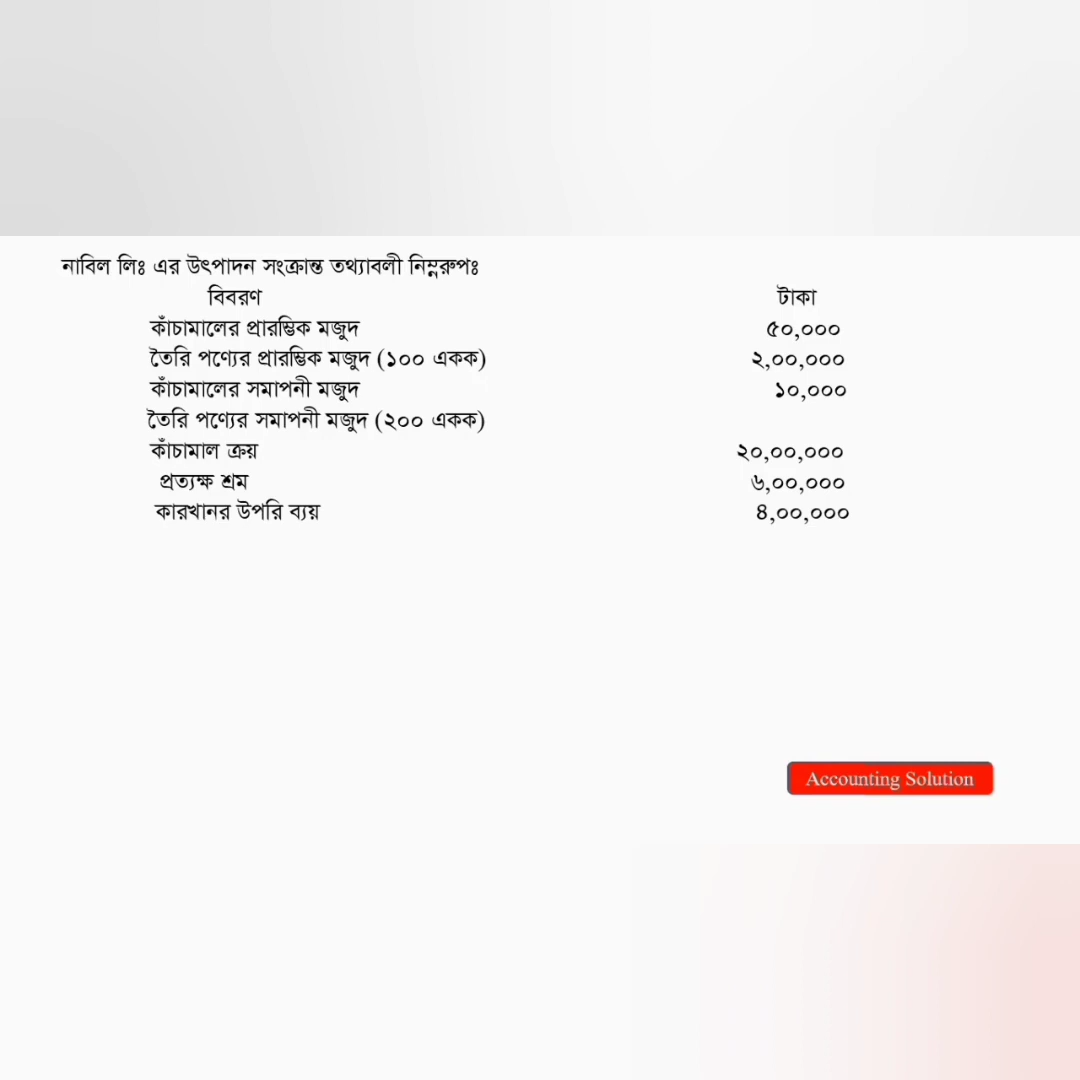 নাবিল লিঃ এর উৎপাদন সংক্রান্ত তথ্যাবলী নিম্নরুপঃ
বিবরণ টাকা
কাঁচামালের প্রারম্ভিক মজুদ ৫০,০০০
তৈরি পণ্যের প্রারম্ভিক মজুদ (১০০ একক) ২,০০,০০০
কাঁচামালের সমাপনী মজুদ ১০,০০০
তৈরি পণ্যের সমাপনী মজুদ (২০০ একক)
কাঁচামাল ক্রয় ২০,০০,০০০
প্রত্যক্ষ শ্রম ৬,০০,০০০
কারখানর উপরি ব্যয় ৪,০০,০০০
Accounting Solution